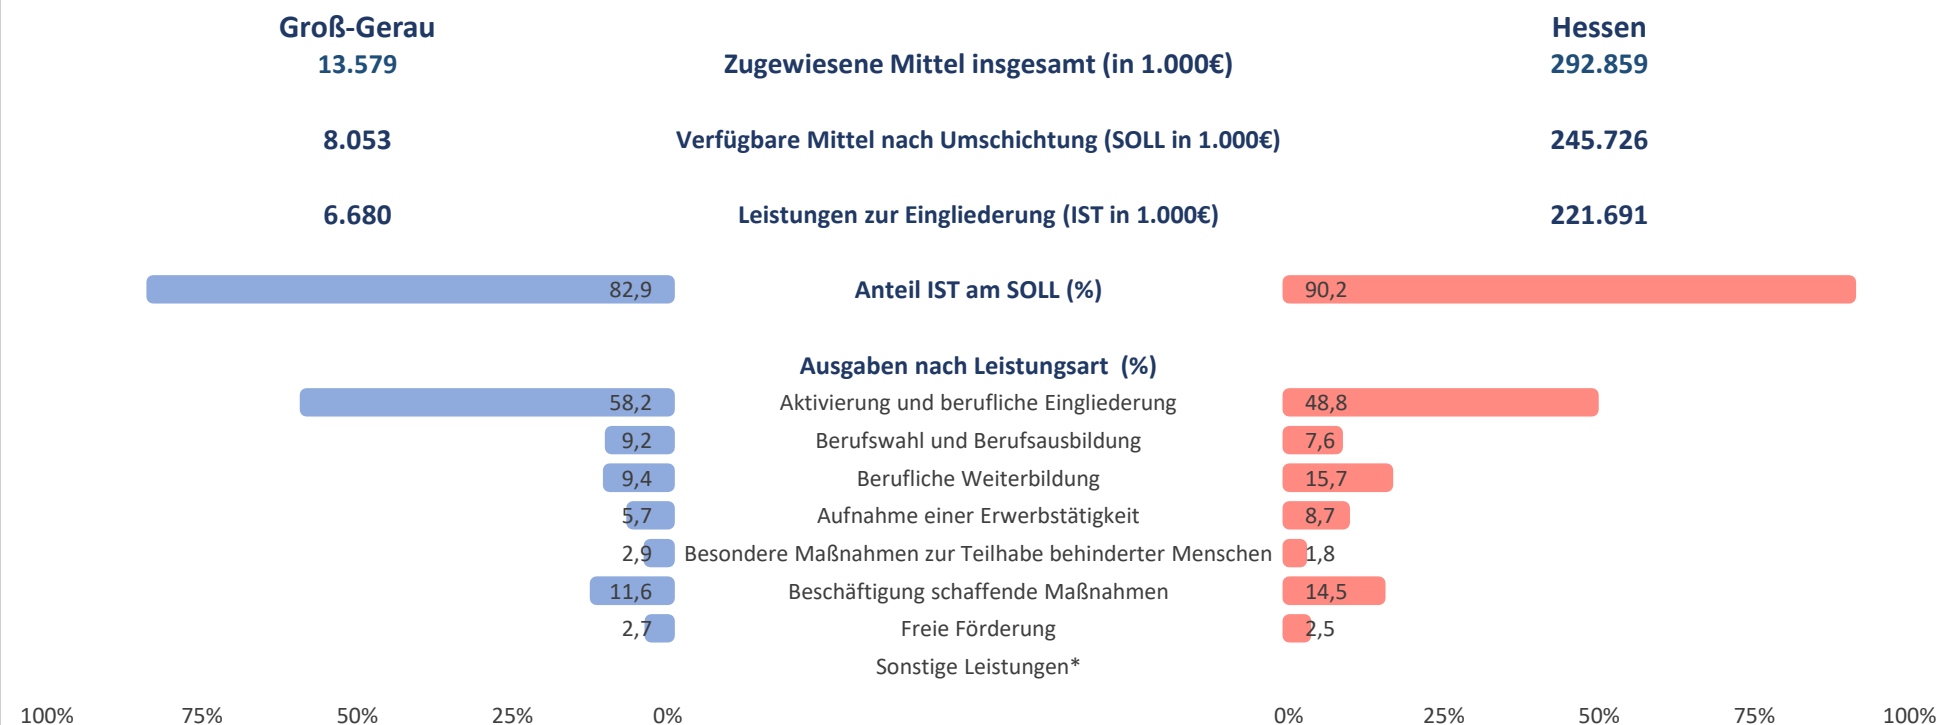 Groß-Gerau Hessen
13.579 Zugewiesene Mittel insgesamt (in 1.000€) 292.859
8.053 Verfügbare Mittel nach Umschichtung (SOLL in 1.000€) 245.726
6.680 Leistungen zur Eingliederung (IST in 1.000€) 221.691
82,9 Anteil IST am SOLL (%) 90,2
Ausgaben nach Leistungsart (%)
58,2 Aktivierung und berufliche Eingliederung 48,8
9,2 Berufswahl und Berufsausbildung 7,6
9,4 Berufliche Weiterbildung 15,7
5,7 Aufnahme einer Erwerbstätigkeit 8,7
2,9 Besondere Maßnahmen zur Teilhabe behinderter Menschen 1,8
11,6 Beschäftigung schaffende Maßnahmen 14,5
2,7 Freie Förderung 2,5
Sonstige Leistungen*
100% 75% 50% 25% 0% 0% 25% 50% 75% 100%